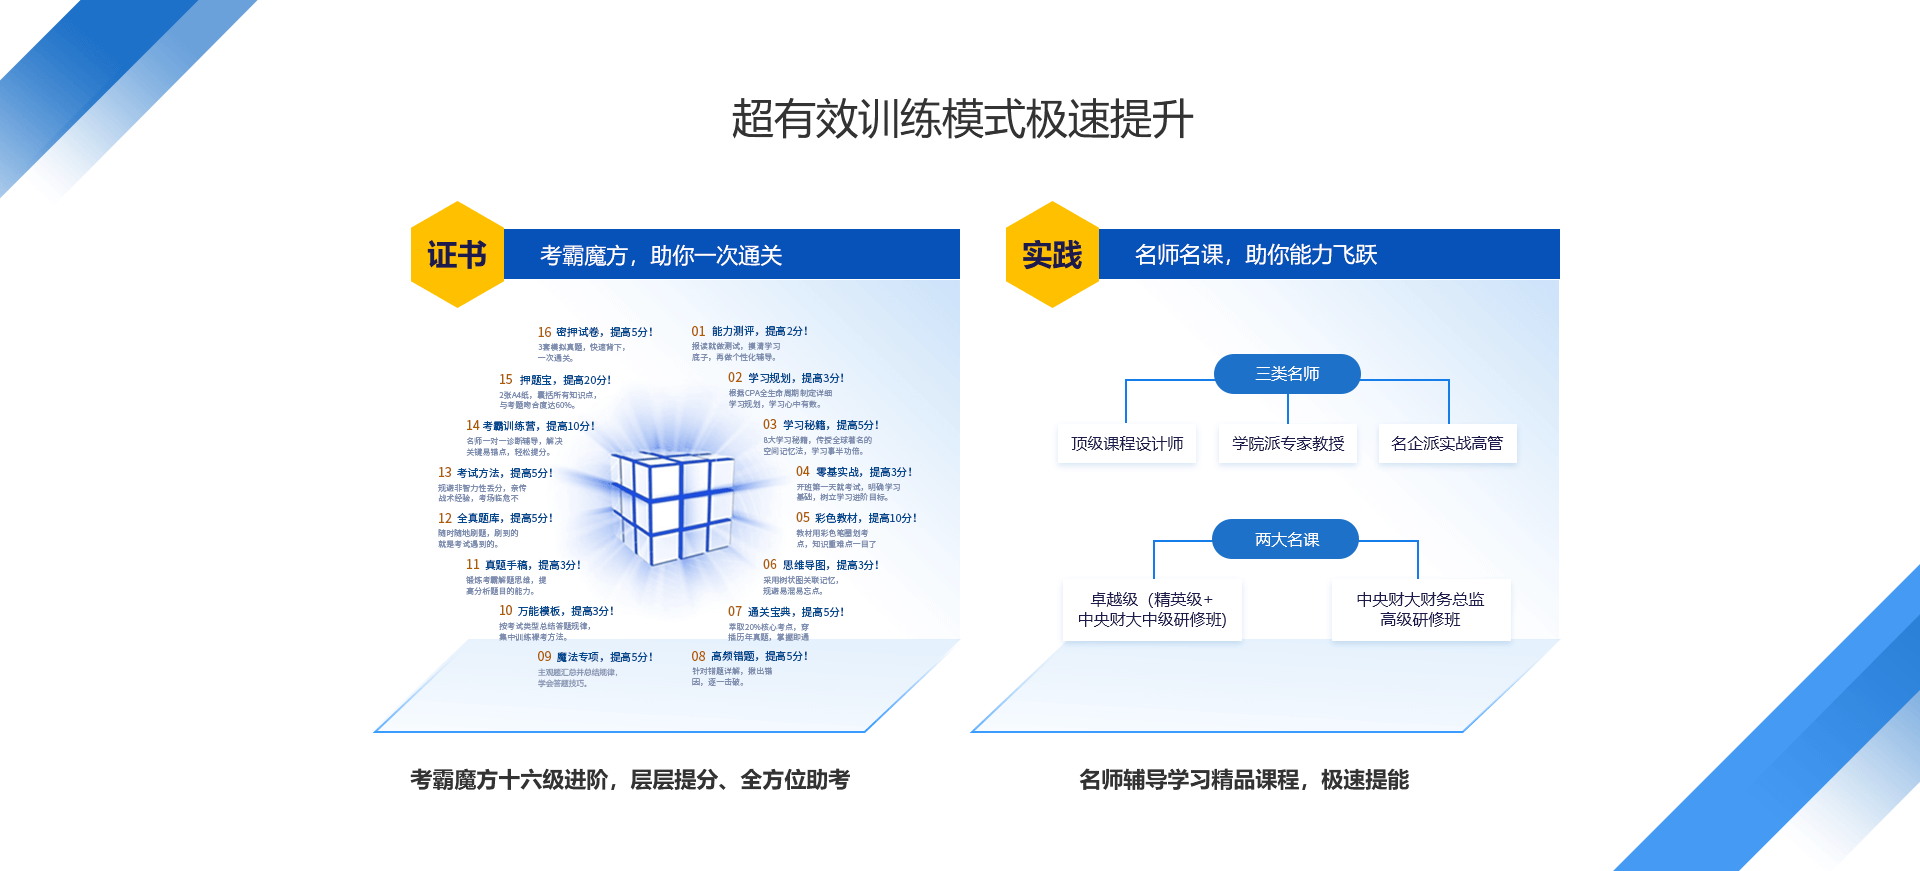 超有效训练模式极速提升
证书
考霸魔方，助你一次通关
16 密押试卷，提高5分！
3套模拟真题，快速背下，
一次通关。
15 押题宝，提高20分！
2张A4纸，囊括所有知识点，
与考题吻合度达60%。
14 考霸训练营，提高10分！
名师一对一诊断辅导，解决
关键易错点，轻松提分。
13 考试方法，提高5分！
规避非智力性丢分，亲传
战术经验，考场临危不
12 全真题库，提高5分！
随时随地刷题，刷到的
就是考试遇到的。
11 真题手稿，提高3分！
锻炼考霸解题思维，提
高分析题目的能力。
10 万能模板，提高3分！
按考试类型总结答题规律，
集中训练裸考方法。
09 魔法专项，提高5分！
主观题汇总并总结规律，
学会答题技巧。
01 能力测评，提高2分！
报读就做测试，摸清学习
底子，再做个性化辅导。
02 学习规划，提高3分！
根据CPA全生命周期制定详细
学习规划，学习心中有数。
03 学习秘籍，提高5分！
8大学习秘籍，传授全球著名的
空间记忆法，学习事半功倍。
04 零基实战，提高3分！
开班第一天就考试，明确学习
基础，树立学习进阶目标。
05 彩色教材，提高10分！
教材用彩色笔圈划考
点，知识重难点一目了
06 思维导图，提高3分！
采用树状图关联记忆，
规避易混易忘点。
07 通关宝典，提高5分！
萃取20%核心考点，穿
插历年真题，掌握即通
08 高频错题，提高5分！
针对错题详解，揪出错
因，逐一击破。
考霸魔方十六级进阶，层层提分、全方位助考
实践
名师名课，助你能力飞跃
三类名师
顶级课程设计师
学院派专家教授
名企派实战高管
两大名课
卓越级（精英级+
中央财大中级研修班)
中央财大财务总监
高级研修班
名师辅导学习精品课程，极速提能